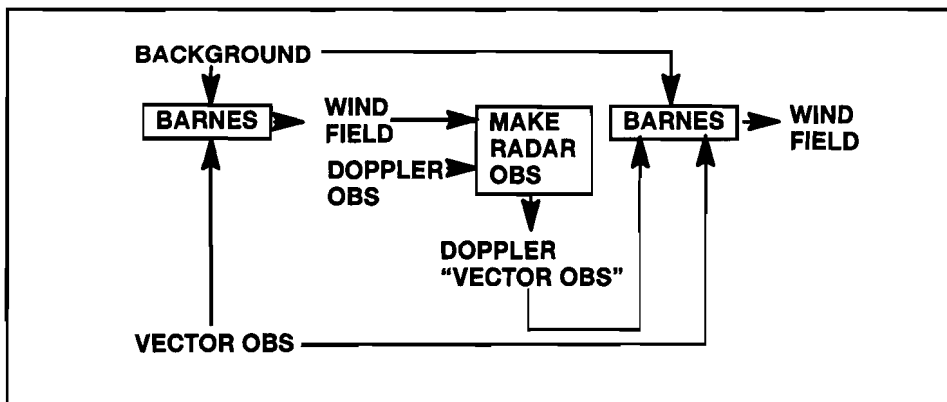 BACKGROUND
BARNES
WIND
FIELD
DOPPLER
OBS
MAKE
RADAR
OBS
BARNES
WIND
FIELD
DOPPLER
“VECTOR OBS”
VECTOR OBS